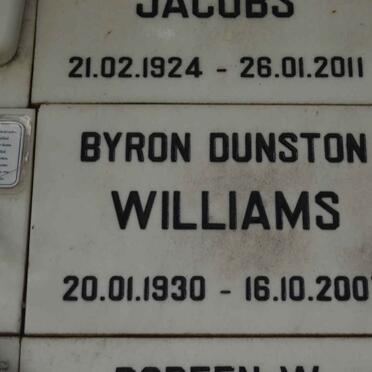 JACOBS
21.02.1924 - 26.01.2011
BYRON DUNSTON
WILLIAMS
20.01.1930 - 16.10.200